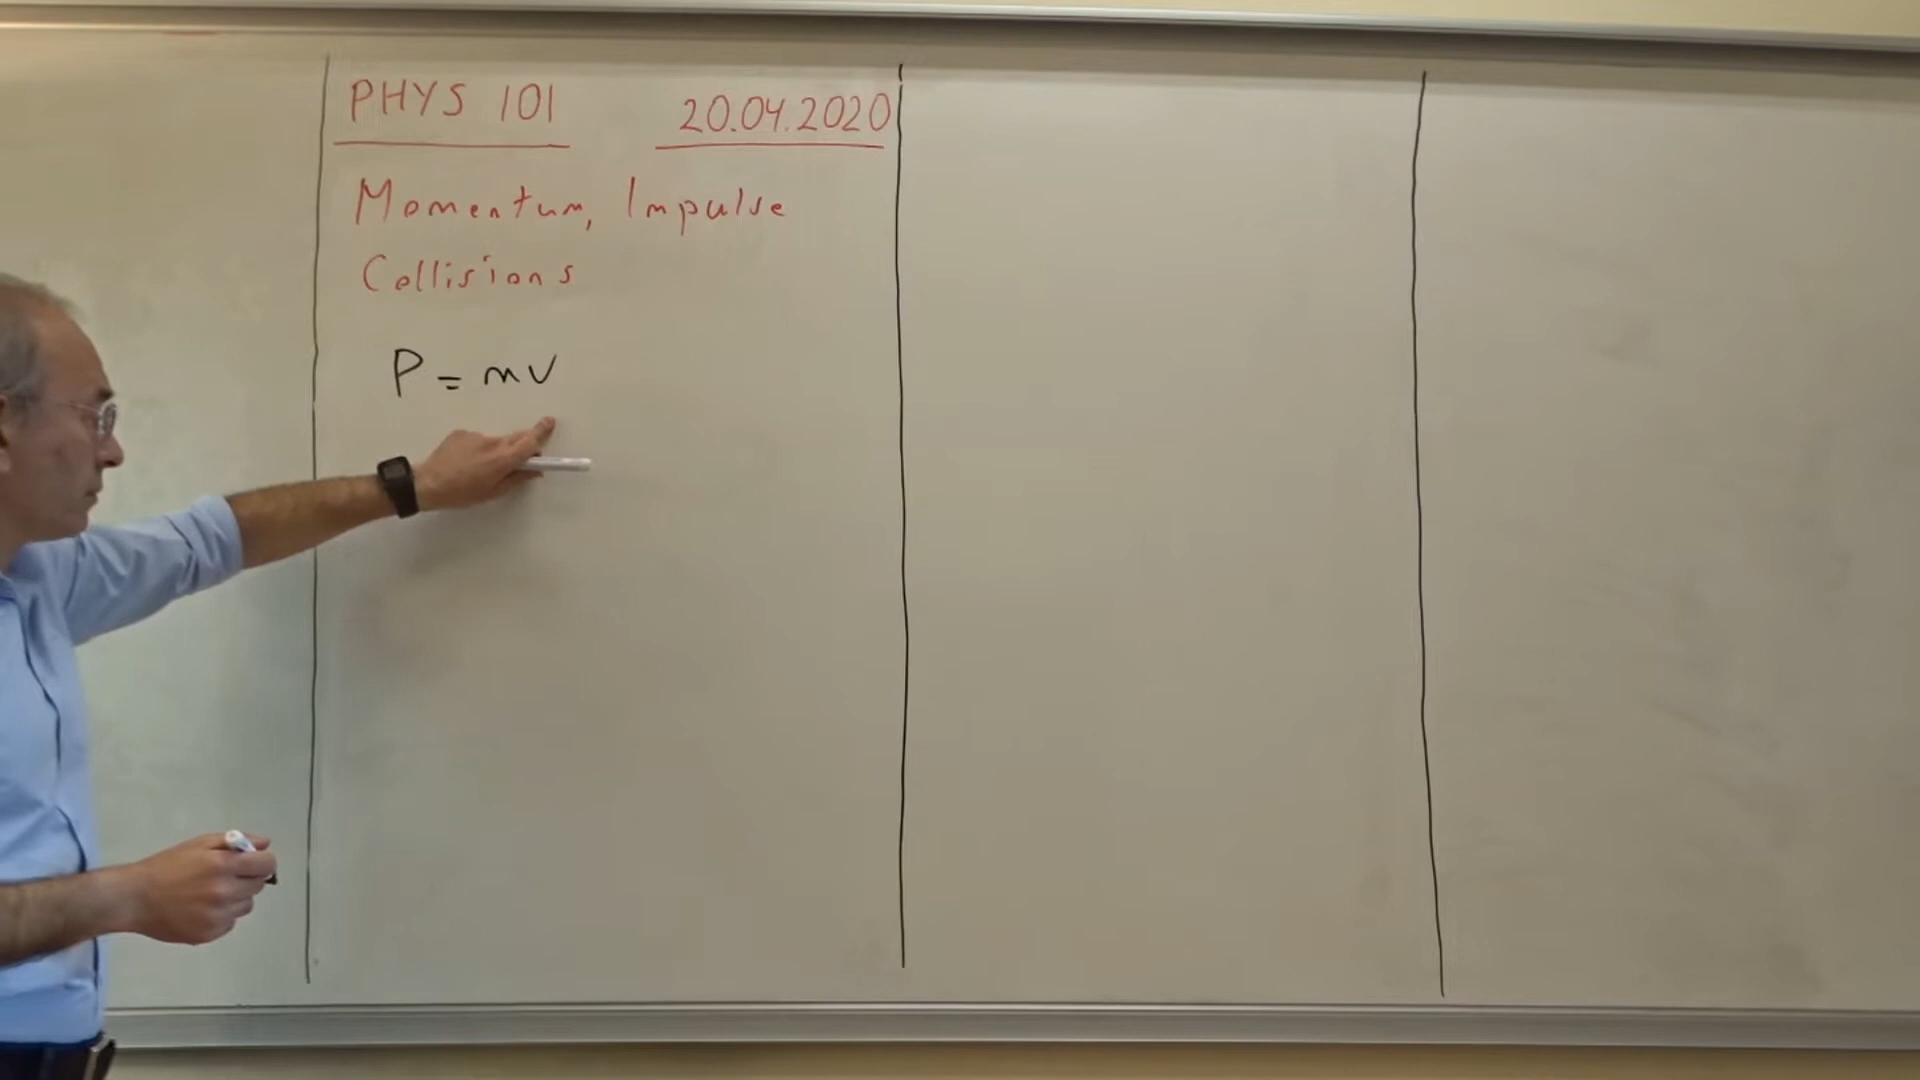 PHYS 101 20.04.2020
Momentum, Impulse
Collisions
P = mv